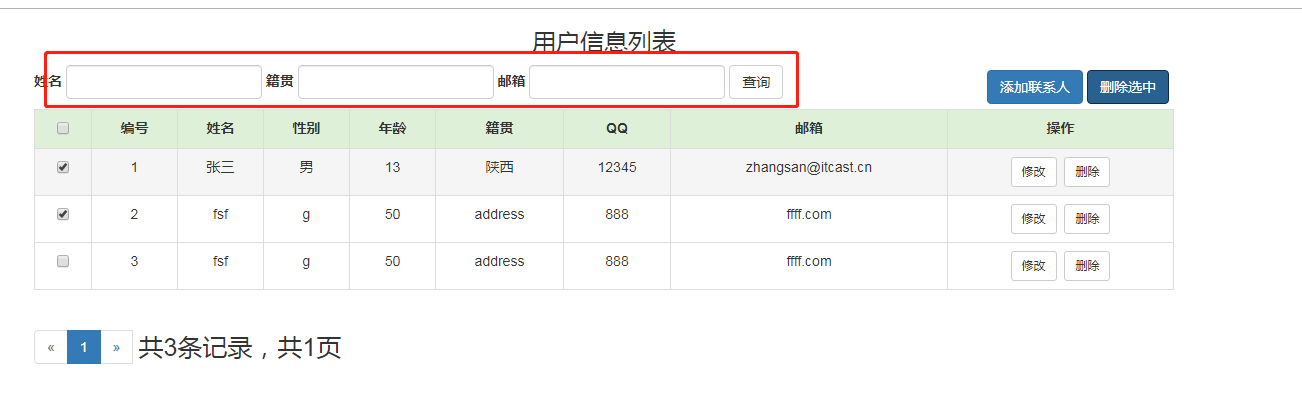 用户信息列表
姓名 籍贯 邮箱 查询 添加联系人 删除选中
编号 姓名 性别 年龄 籍贯 QQ 邮箱 操作
1 张三 男 13 陕西 12345 zhangsan@itcast.cn 修改 删除
2 fsf g 50 address 888 ffff.com 修改 删除
3 fsf g 50 address 888 ffff.com 修改 删除
« 1 » 共3条记录，共1页